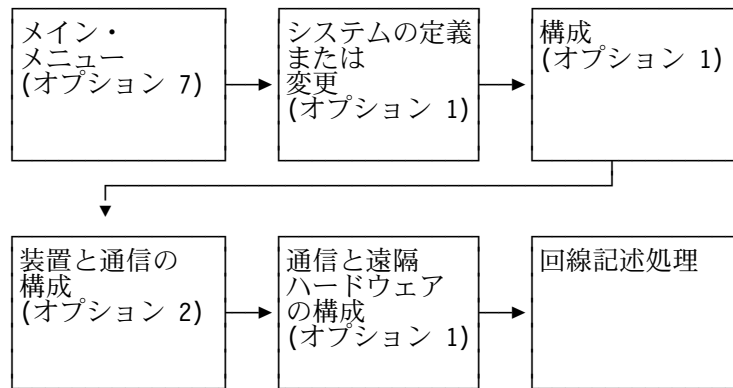 メイン・
メニュー
(オプション 7)
システムの定義
または
変更
(オプション 1)
構成
(オプション 1)
装置と通信の
構成
(オプション 2)
通信と遠隔
ハードウェア
の構成
(オプション 1)
回線記述処理